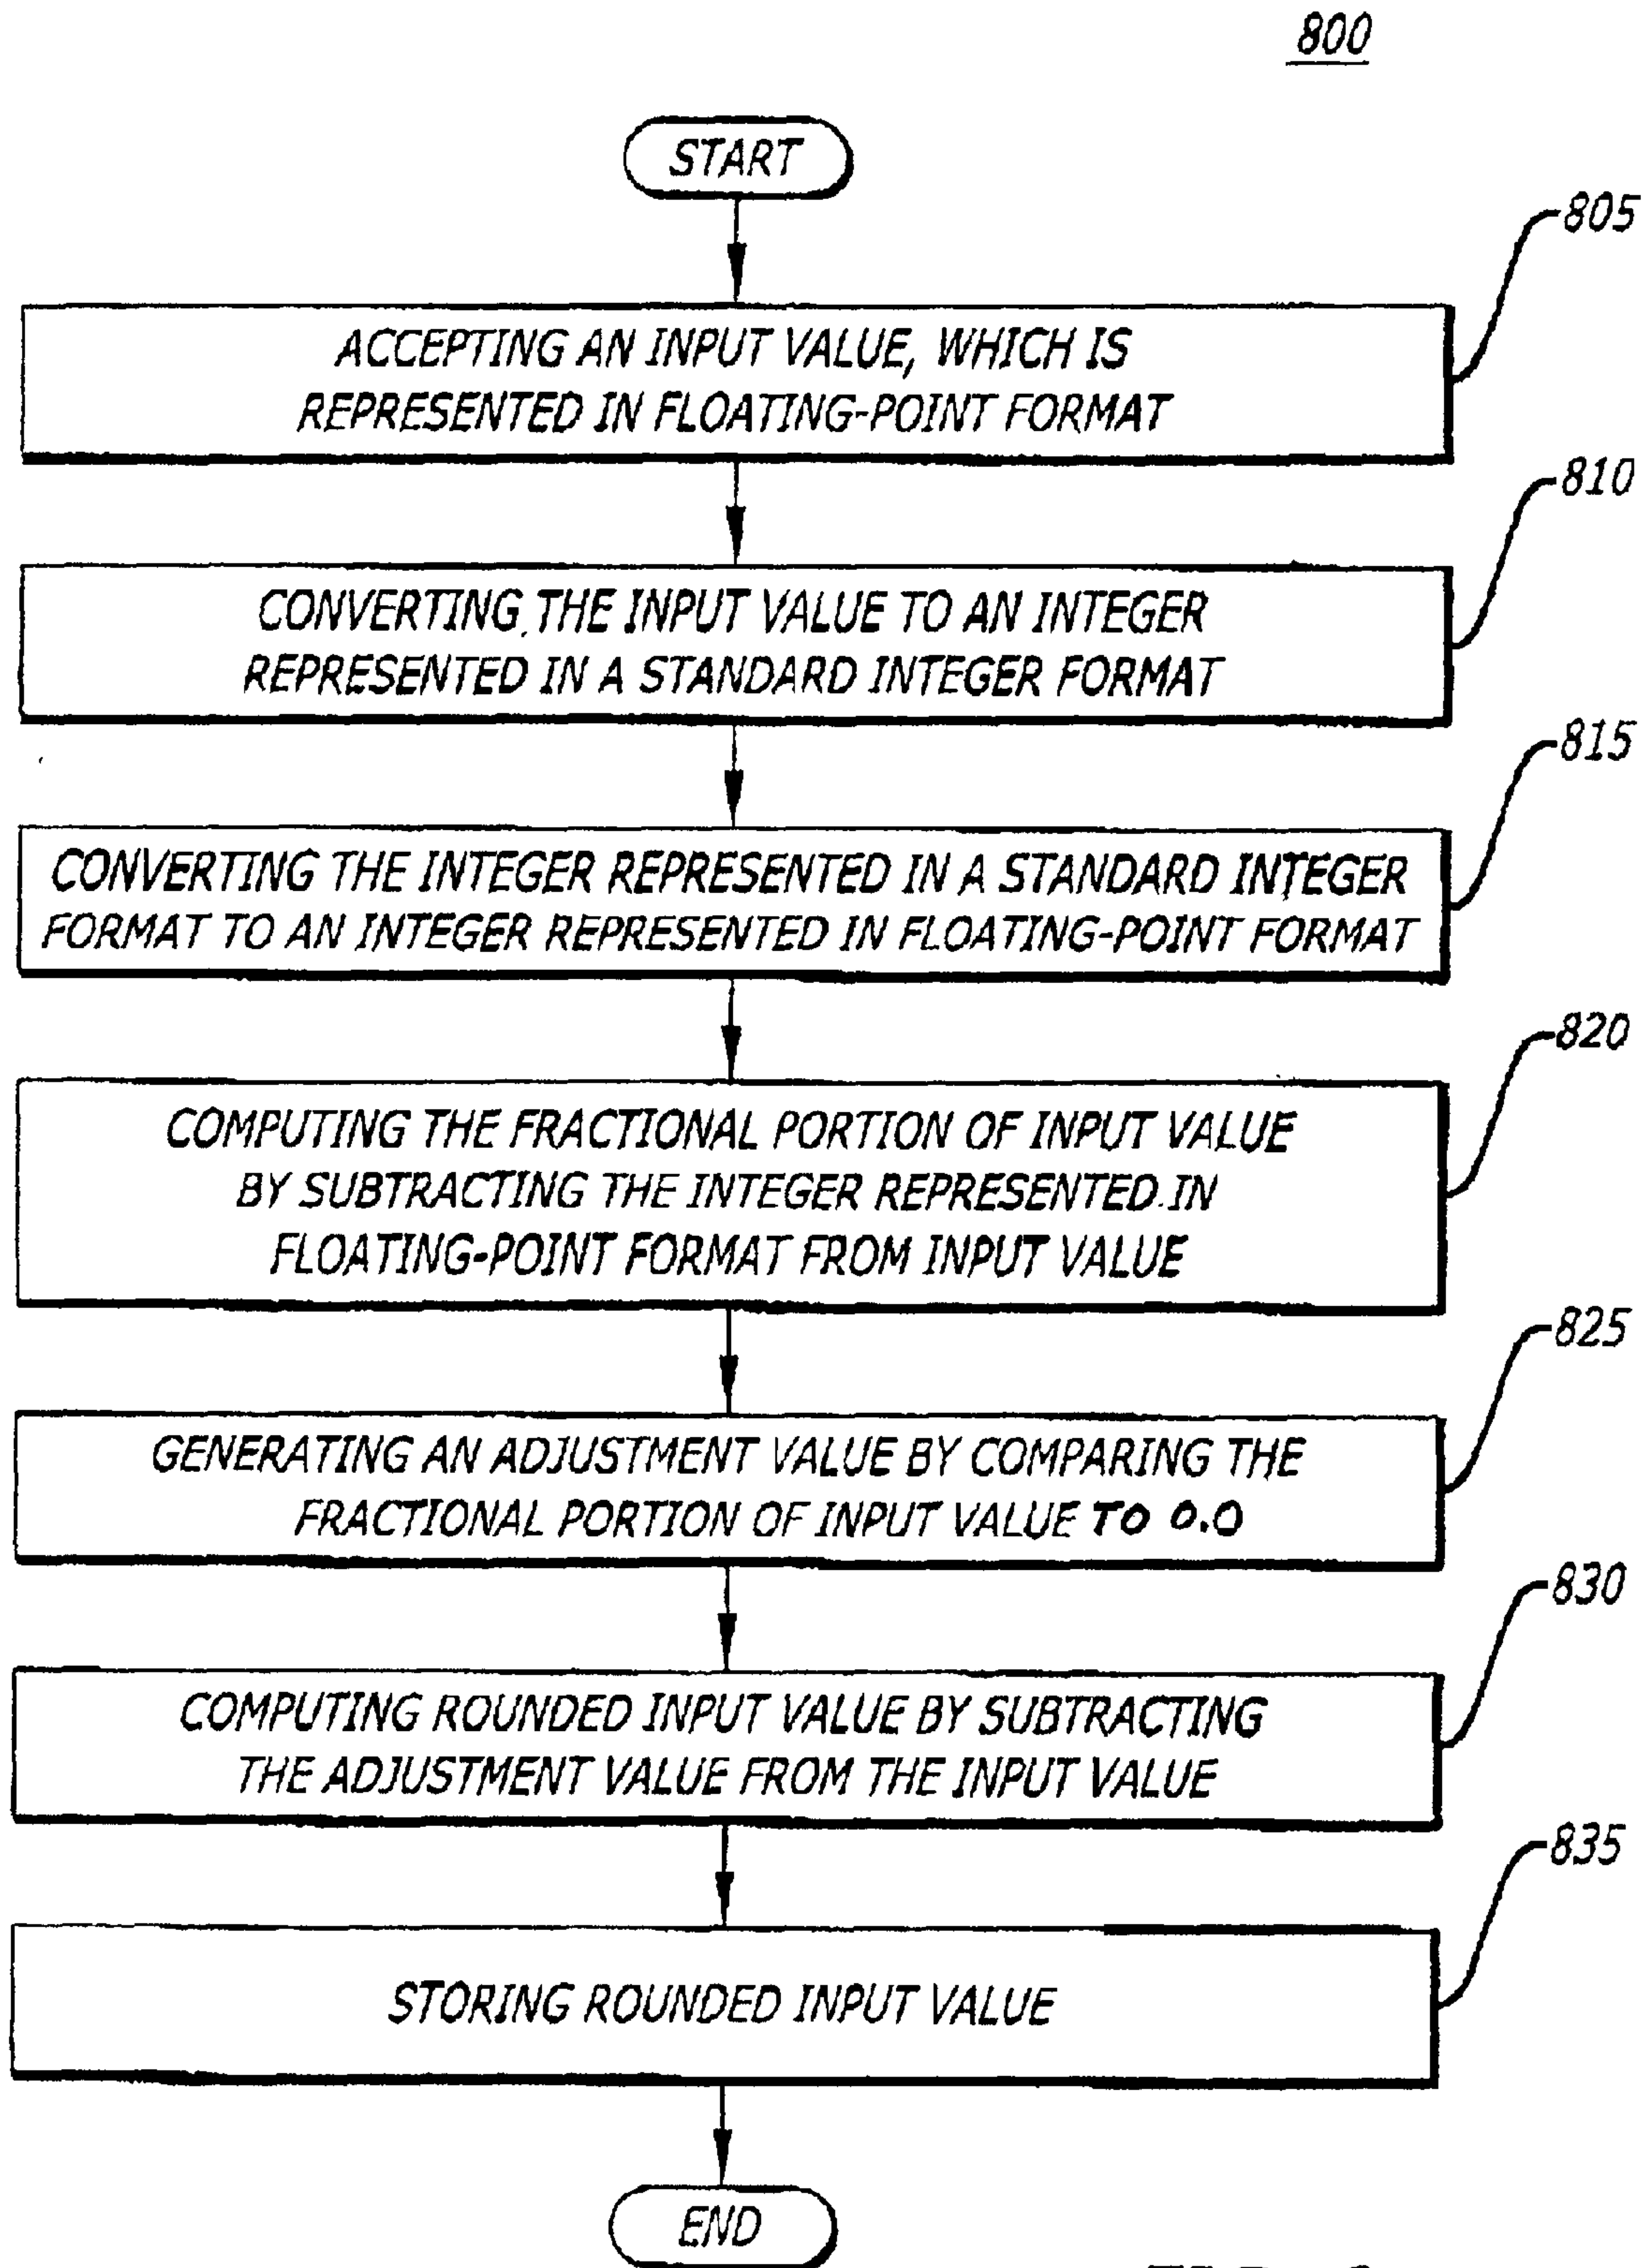 800
START
805
ACCEPTING AN INPUT VALUE, WHICH IS
REPRESENTED IN FLOATING-POINT FORMAT
810
CONVERTING THE INPUT VALUE TO AN INTEGER
REPRESENTED IN A STANDARD INTEGER FORMAT
815
CONVERTING THE INTEGER REPRESENTED IN A STANDARD INTEGER
FORMAT TO AN INTEGER REPRESENTED IN FLOATING-POINT FORMAT
820
COMPUTING THE FRACTIONAL PORTION OF INPUT VALUE
BY SUBTRACTING THE INTEGER REPRESENTED IN
FLOATING-POINT FORMAT FROM INPUT VALUE
825
GENERATING AN ADJUSTMENT VALUE BY COMPARING THE
FRACTIONAL PORTION OF INPUT VALUE TO 0.0
830
COMPUTING ROUNDED INPUT VALUE BY SUBTRACTING
THE ADJUSTMENT VALUE FROM THE INPUT VALUE
835
STORING ROUNDED INPUT VALUE
END